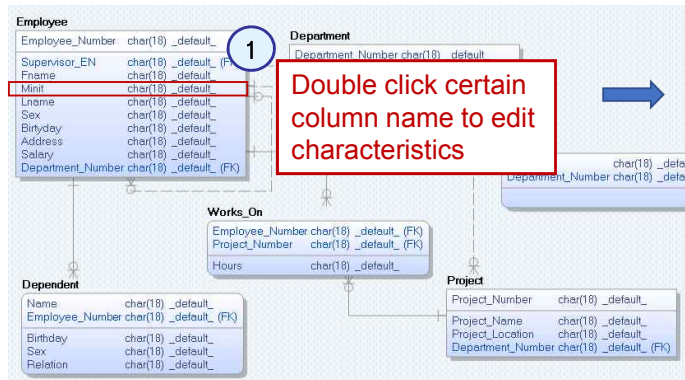 Employee
Employee_Number char(18) _default_
Supervisor_EN char(18) _default_ (FK)
Fname char(18) _default_
Minit char(18) _default_
Lname char(18) _default_
Sex char(18) _default_
Birtyday char(18) _default_
Address char(18) _default_
Salary char(18) _default_
Department_Number char(18) _default_ (FK)
1
Department
Department_Number char(18) _default_
Double click certain
column name to edit
characteristics
char(18) _defa
Department_Number char(18) _defa
Works_On
Employee_Number char(18) _default_ (FK)
Project_Number char(18) _default_ (FK)
Hours char(18) _default_
Dependent
Name char(18) _default_
Employee_Number char(18) _default_ (FK)
Birthday char(18) _default_
Sex char(18) _default_
Relation char(18) _default_
Project
Project_Number char(18) _default_
Project_Name char(18) _default_
Project_Location char(18) _default_
Department_Number char(18) _default_ (FK)